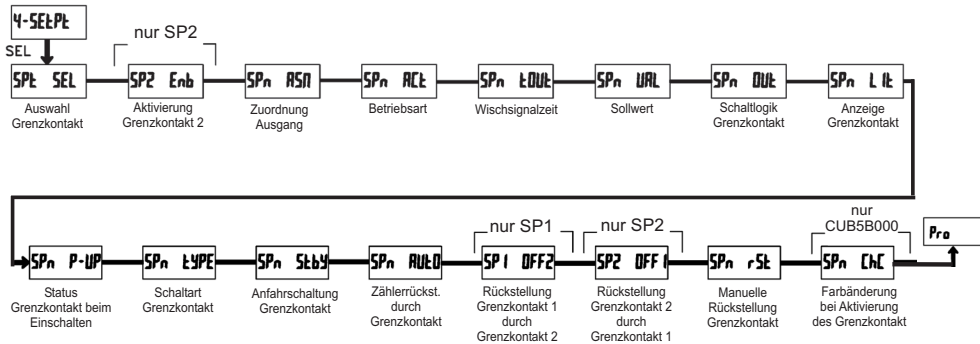 4-SEtPt
SEL
nur SP2
SPt SEL
SP2 Enb
SPn ASN
SPn ACt
SPn tOUt
SPn VAL
SPn OUt
SPn LIt
Auswahl
Grenzkontakt
Aktivierung
Grenzkontakt 2
Zuordnung
Ausgang
Betriebsart
Wischsignalzeit
Sollwert
Schaltlogik
Grenzkontakt
Anzeige
Grenzkontakt
nur SP1
nur SP2
nur
CUB5B000
Pro
SPn P-UP
SPn tYPE
SPn Stby
SPn AUtO
SP1 OFF2
SP2 OFF1
SPn rSt
SPn ChC
Status
Grenzkontakt beim
Einschalten
Schaltart
Grenzkontakt
Anfahrschaltung
Grenzkontakt
Zählerrückst.
durch
Grenzkontakt
Rückstellung
Grenzkontakt 1
durch
Grenzkontakt 2
Rückstellung
Grenzkontakt 2
durch
Grenzkontakt 1
Manuelle
Rückstellung
Grenzkontakt
Farbänderung
bei Aktivierung
des Grenzkontakt